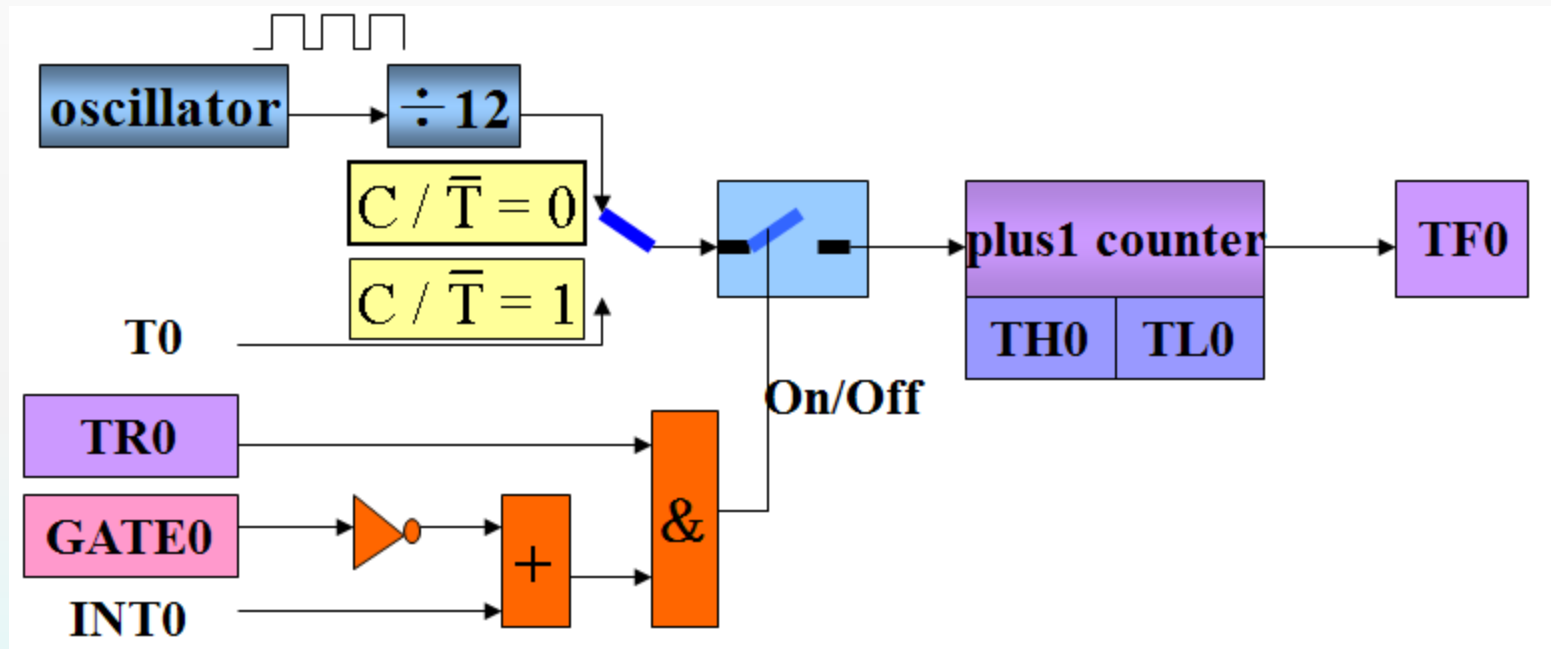 oscillator
÷12
C / T̅ = 0
C / T̅ = 1
T0
plus1 counter
TH0
TL0
TF0
On/Off
TR0
GATE0
INT0
+
&